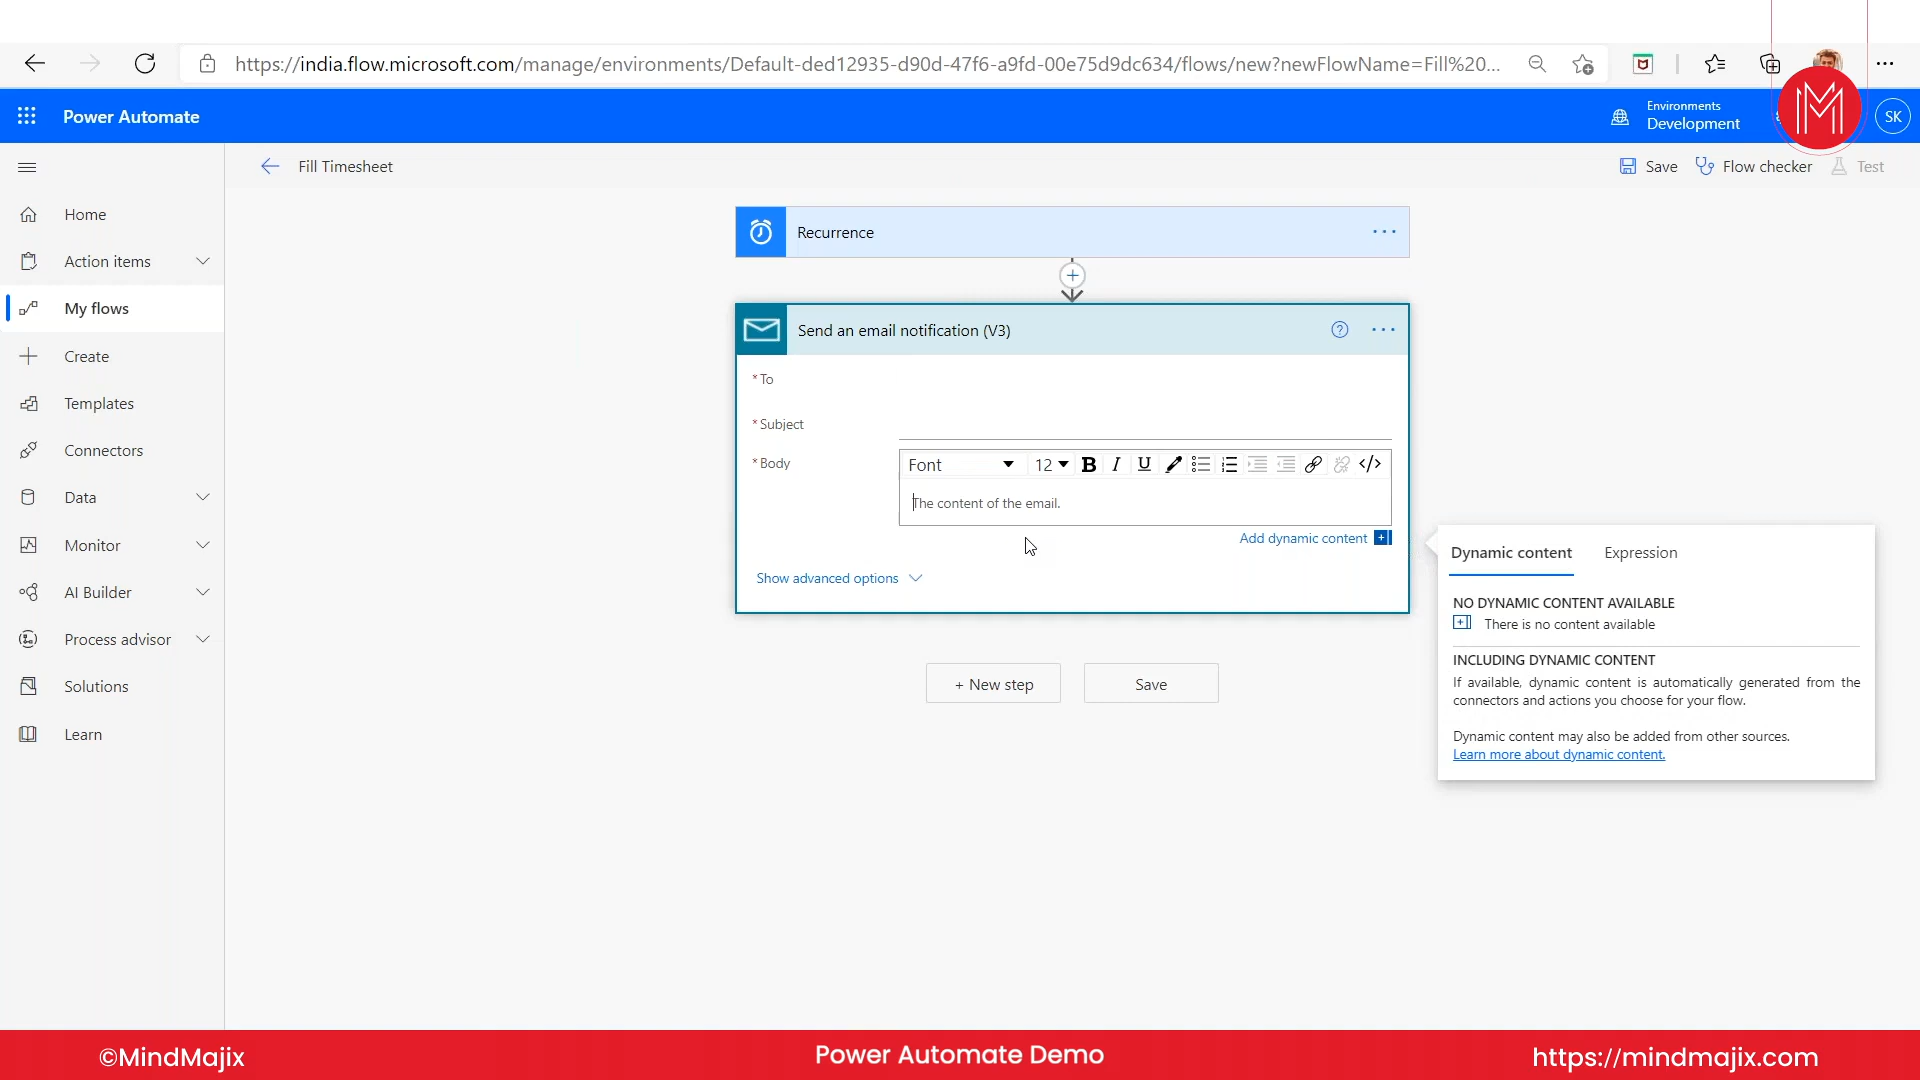 https://india.flow.microsoft.com/manage/environments/Default-ded12935-d90d-47f6-a9fd-00e75d9dc634/flows/new?newFlowName=Fill%20...
Power Automate
Environments
Development
M
SK
Fill Timesheet
Save
Flow checker
Test
Home
Action items
My flows
Create
Templates
Connectors
Data
Monitor
AI Builder
Process advisor
Solutions
Learn
Recurrence
Send an email notification (V3)
* To
* Subject
* Body
Font
12
B
I
U
</>
The content of the email.
Add dynamic content
Show advanced options
+ New step
Save
Dynamic content
Expression
NO DYNAMIC CONTENT AVAILABLE
There is no content available
INCLUDING DYNAMIC CONTENT
If available, dynamic content is automatically generated from the
connectors and actions you choose for your flow.
Dynamic content may also be added from other sources.
Learn more about dynamic content.
©MindMajix
Power Automate Demo
https://mindmajix.com